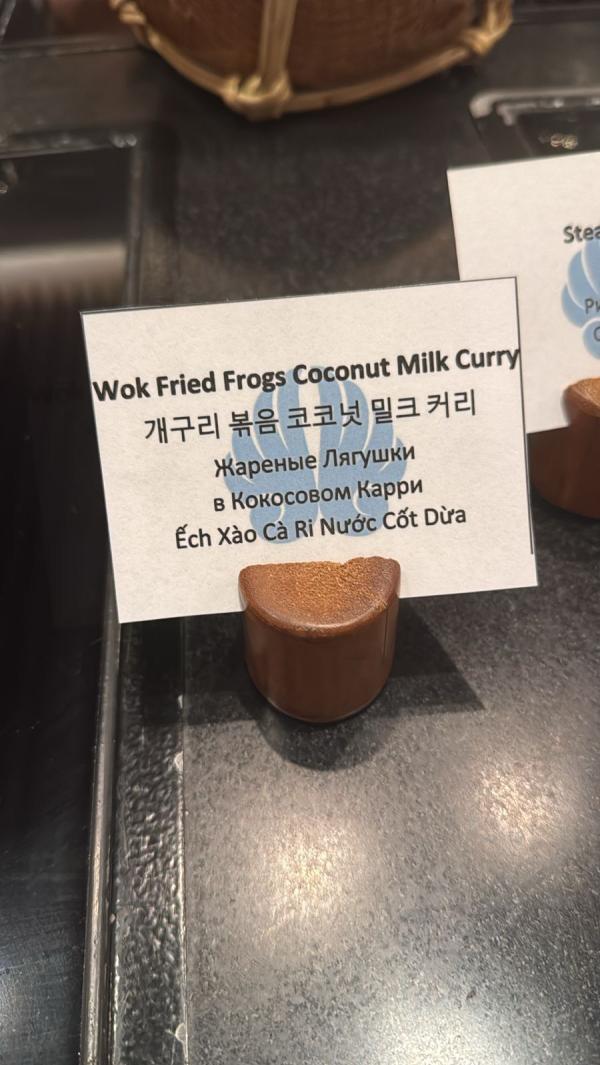 Wok Fried Frogs Coconut Milk Curry
개구리 볶음 코코넛 밀크 커리
Жареные Лягушки
в Кокосовом Карри
Ếch Xào Cà Ri Nước Cốt Dừa